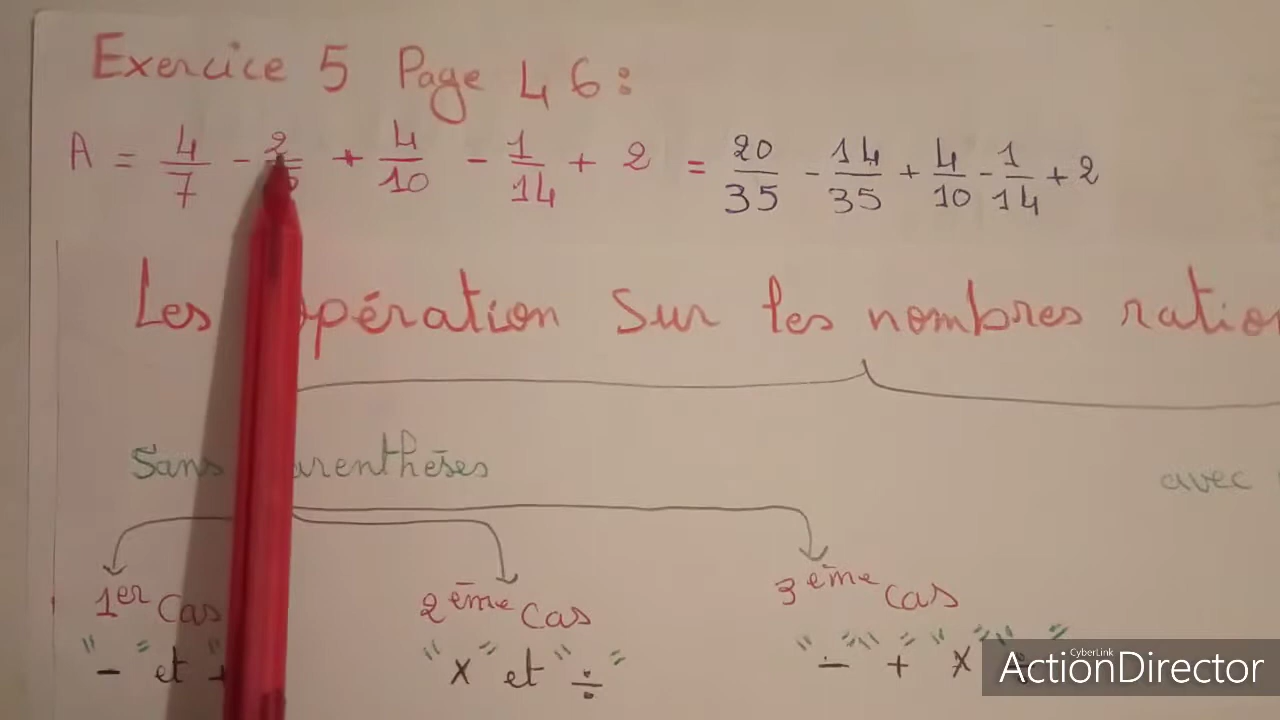 Exercice 5 Page 46:
A = 4/7 - 2/5 + 4/10 - 1/14 + 2 = 20/35 - 14/35 + 4/10 - 1/14 + 2
Les opération sur les nombres
Sans avec
1er cas 2ème cas 3ème cas
"-" et "x" et "÷" "-" "+" "x"
CyberLink
ActionDirector